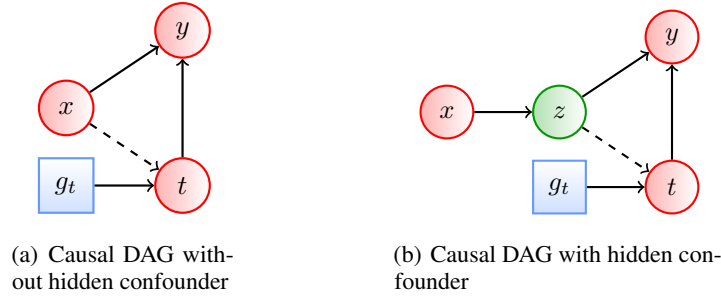 y
x
g_t
t
(a) Causal DAG with-
out hidden confounder
y
x
z
g_t
t
(b) Causal DAG with hidden con-
founder